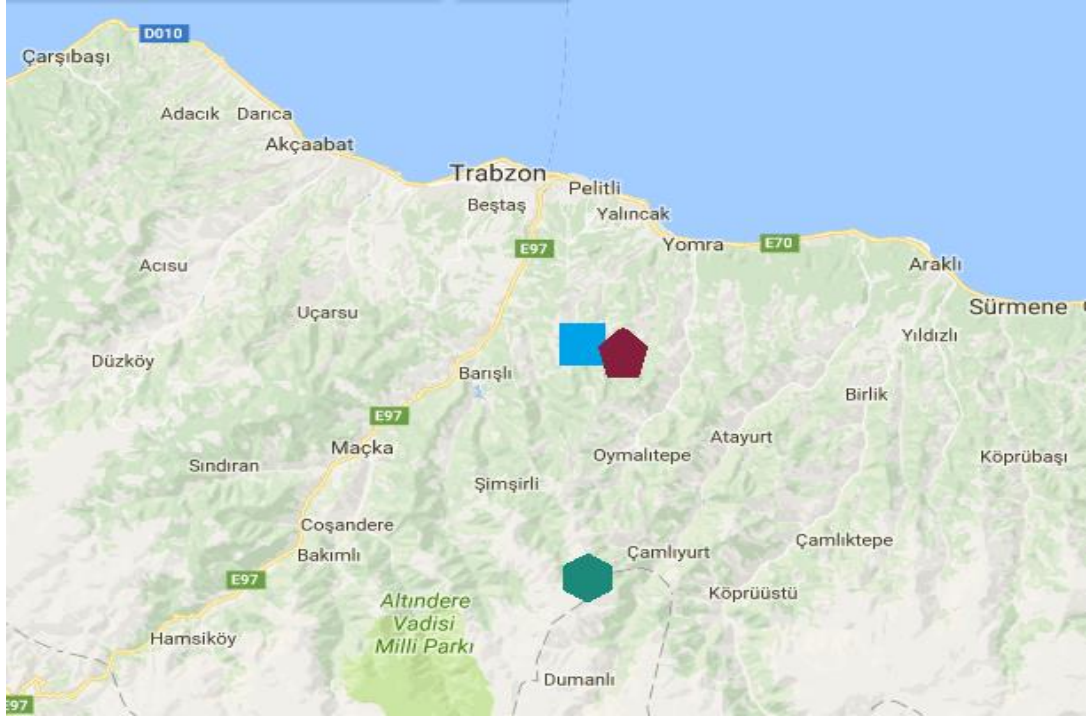 D010
Çarşıbaşı
Adacık
Darıca
Akçaabat
Trabzon
Pelitli
Beştaş
Yalıncak
Yomra
E70
E97
Acısu
Araklı
Uçarsu
Sürmene
Yıldızlı
Düzköy
Barışlı
Birlik
E97
Maçka
Atayurt
Oymalıtepe
Köprübaşı
Sındıran
Şimşirli
Coşandere
Bakımlı
Çamlıyurt
Çamlıktepe
E97
Köprüüstü
Altındere
Vadisi
Milli Parkı
Hamsiköy
Dumanlı
E97